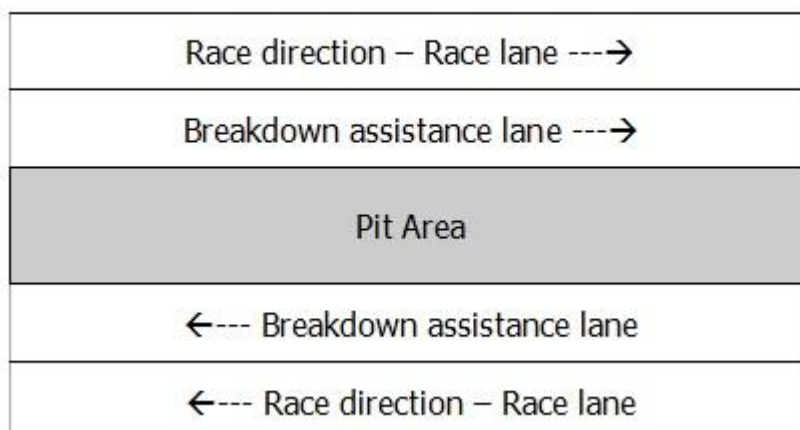 Race direction – Race lane ---→
Breakdown assistance lane ---→
Pit Area
←--- Breakdown assistance lane
←--- Race direction – Race lane